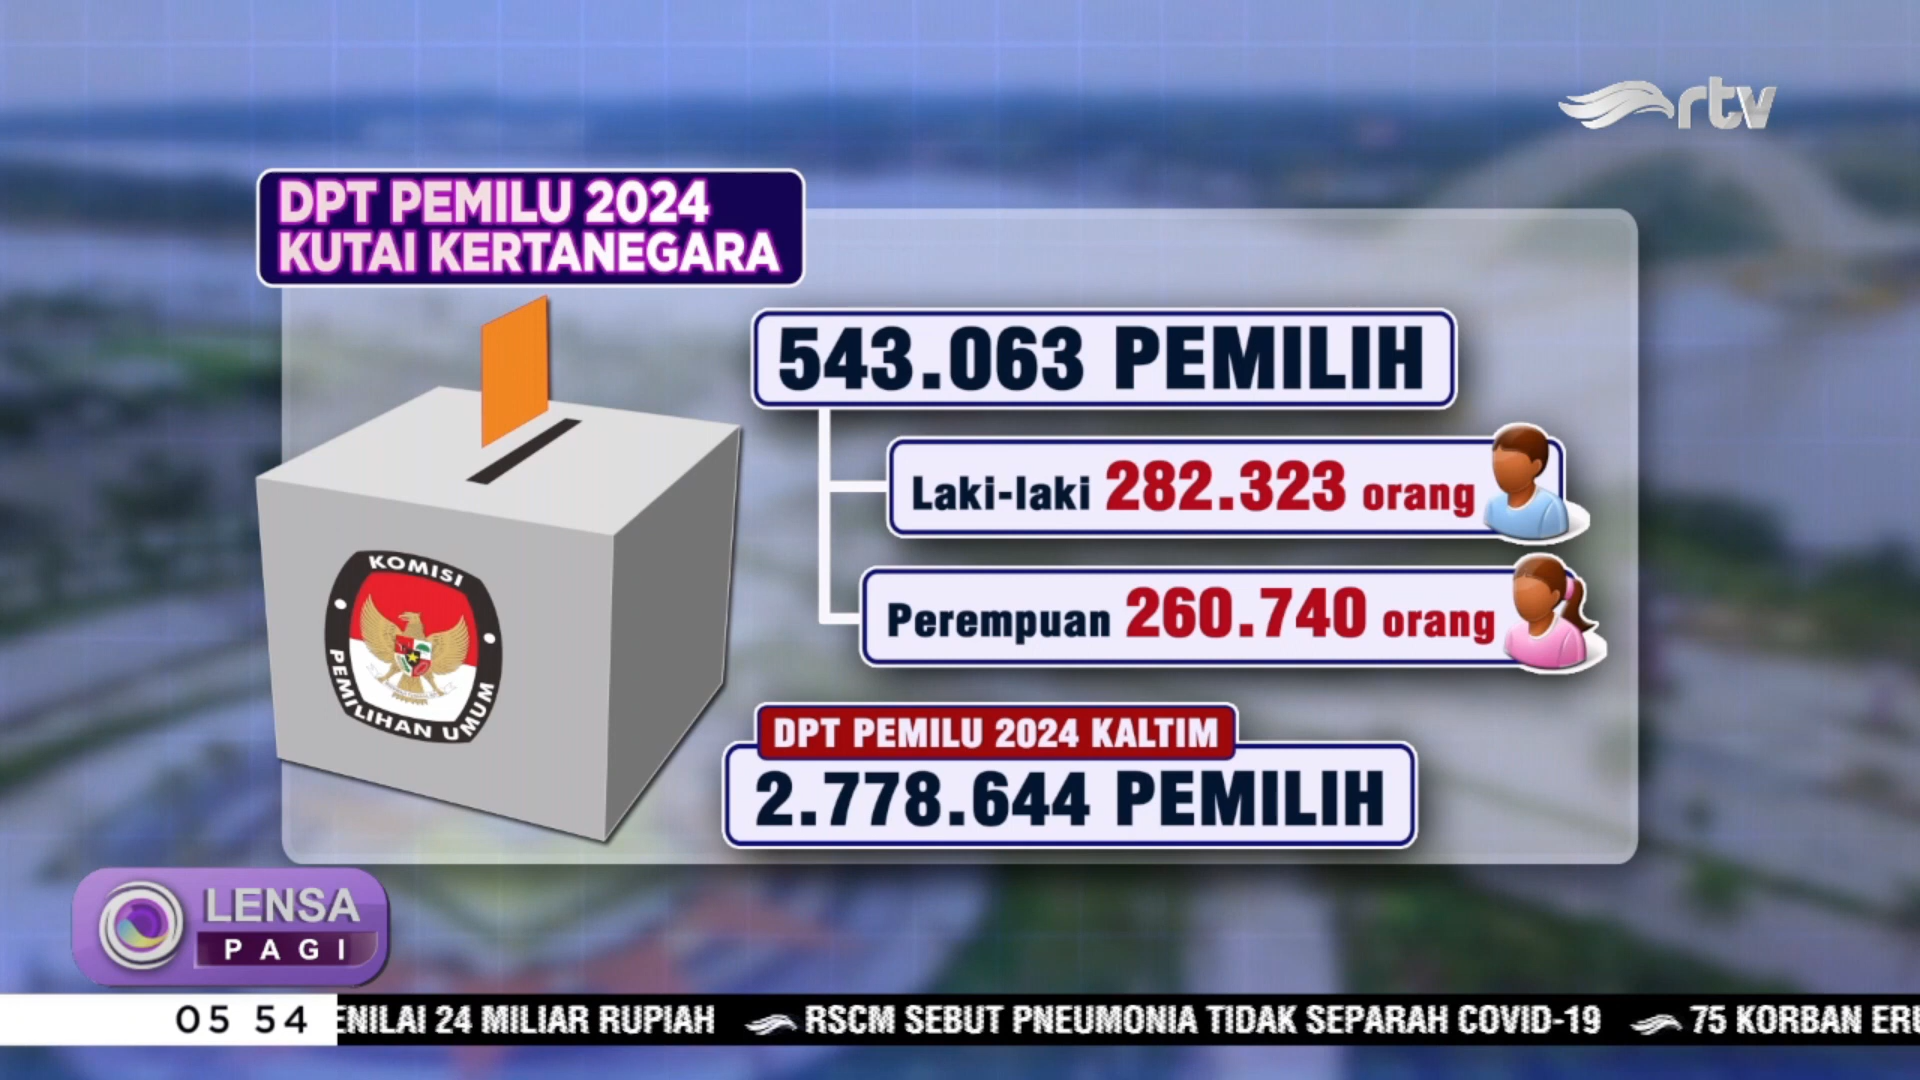 rtv
DPT PEMILU 2024
KUTAI KERTANEGARA
543.063 PEMILIH
Laki-laki 282.323 orang
Perempuan 260.740 orang
KOMISI
PEMILIHAN UMUM
DPT PEMILU 2024 KALTIM
2.778.644 PEMILIH
LENSA
PAGI
05 54 ENILAI 24 MILIAR RUPIAH RSCM SEBUT PNEUMONIA TIDAK SEPARAH COVID-19 75 KORBAN ERU